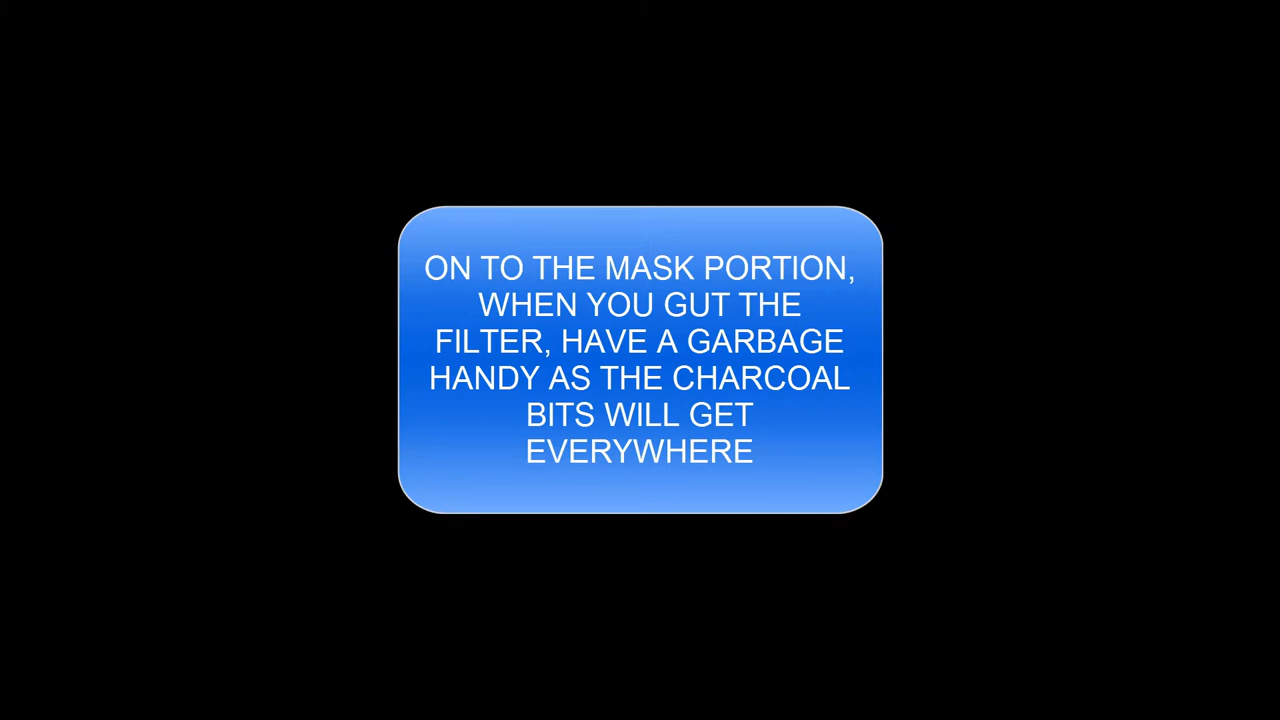 ON TO THE MASK PORTION,
WHEN YOU GUT THE
FILTER, HAVE A GARBAGE
HANDY AS THE CHARCOAL
BITS WILL GET
EVERYWHERE